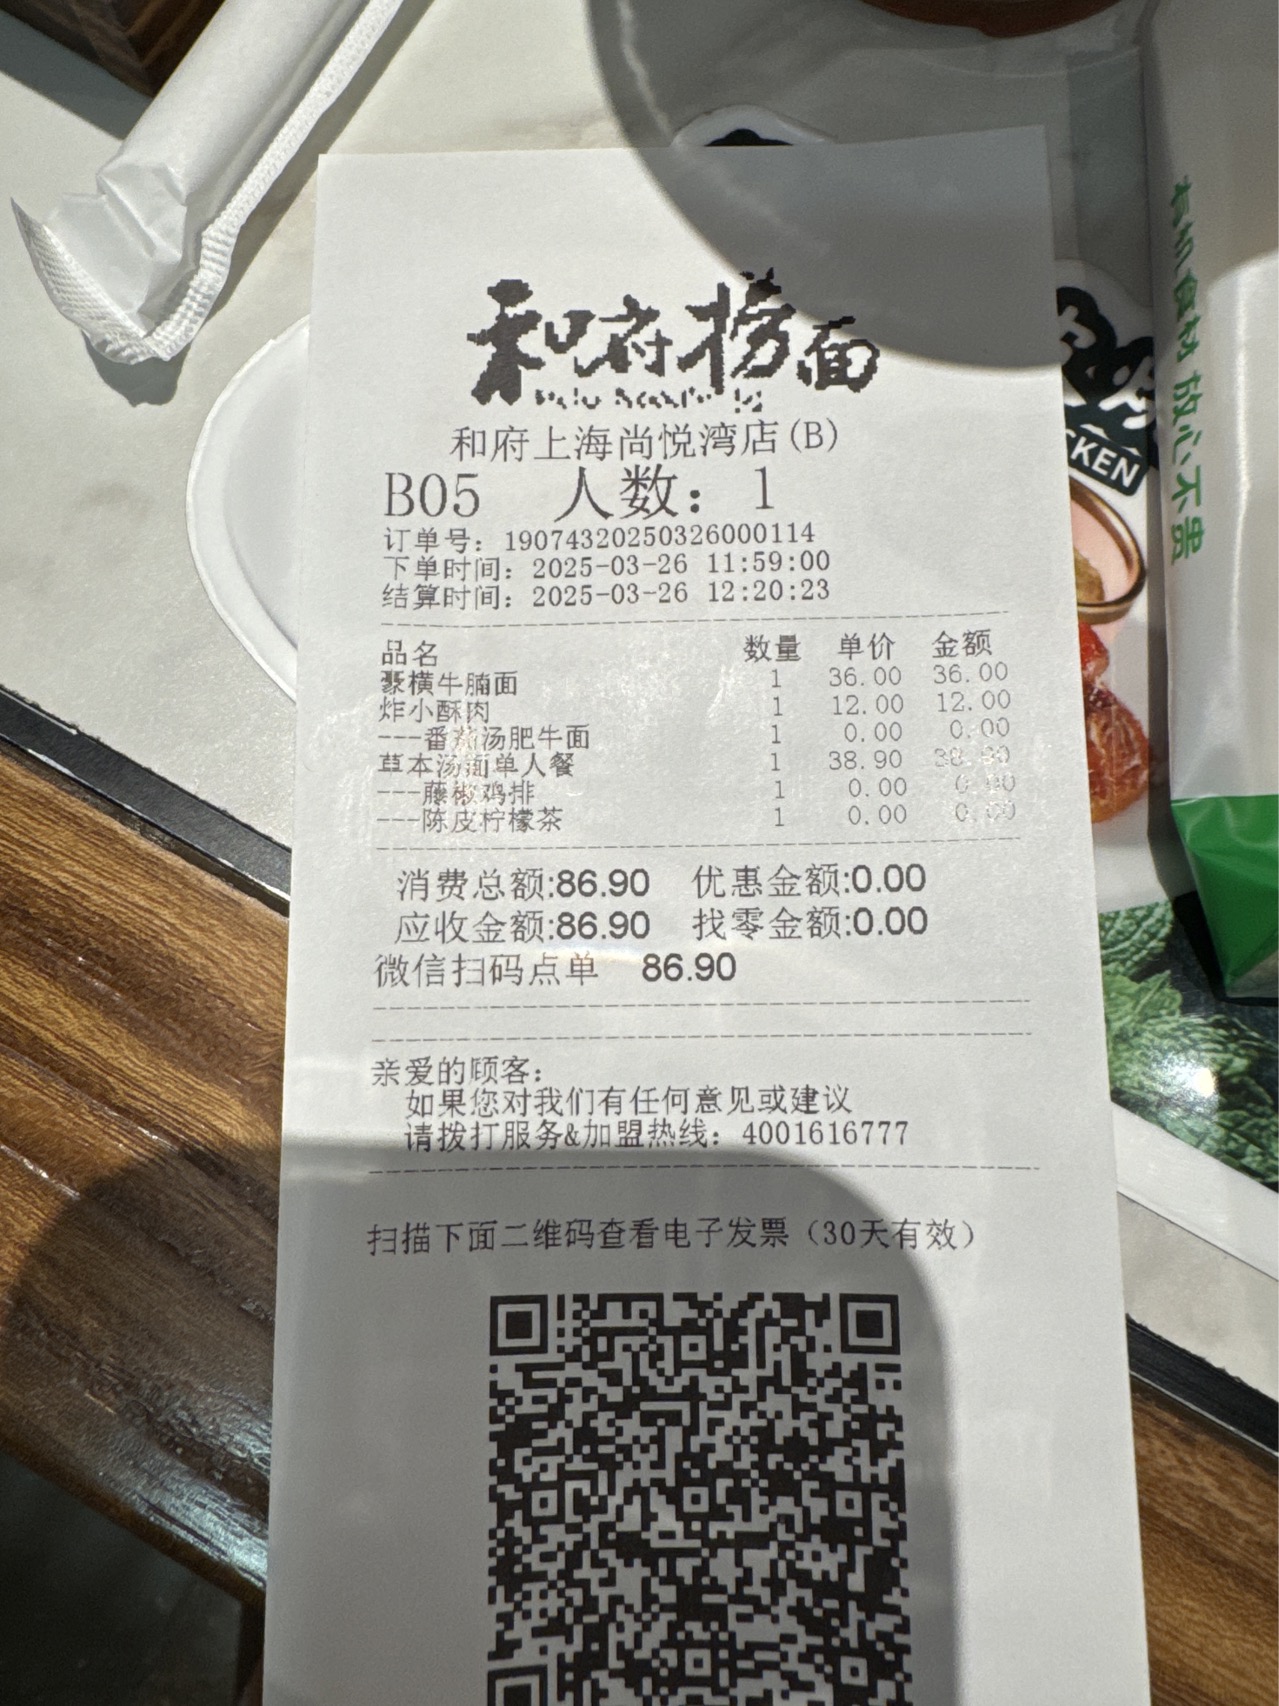 和府捞面
和府上海尚悦湾店(B)
B05 人数：1
订单号：19074320250326000114
下单时间：2025-03-26 11:59:00
结算时间：2025-03-26 12:20:23
品名 数量 单价 金额
豪横牛腩面 1 36.00 36.00
炸小酥肉 1 12.00 12.00
---番茄汤肥牛面 1 0.00 0.00
草本汤面单人餐 1 38.90 38.90
---藤椒鸡排 1 0.00 0.00
---陈皮柠檬茶 1 0.00 0.00
消费总额:86.90 优惠金额:0.00
应收金额:86.90 找零金额:0.00
微信扫码点单 86.90
亲爱的顾客：
如果您对我们有任何意见或建议
请拨打服务&加盟热线：4001616777
扫描下面二维码查看电子发票（30天有效）
有机食材 放心不贵
CKEN